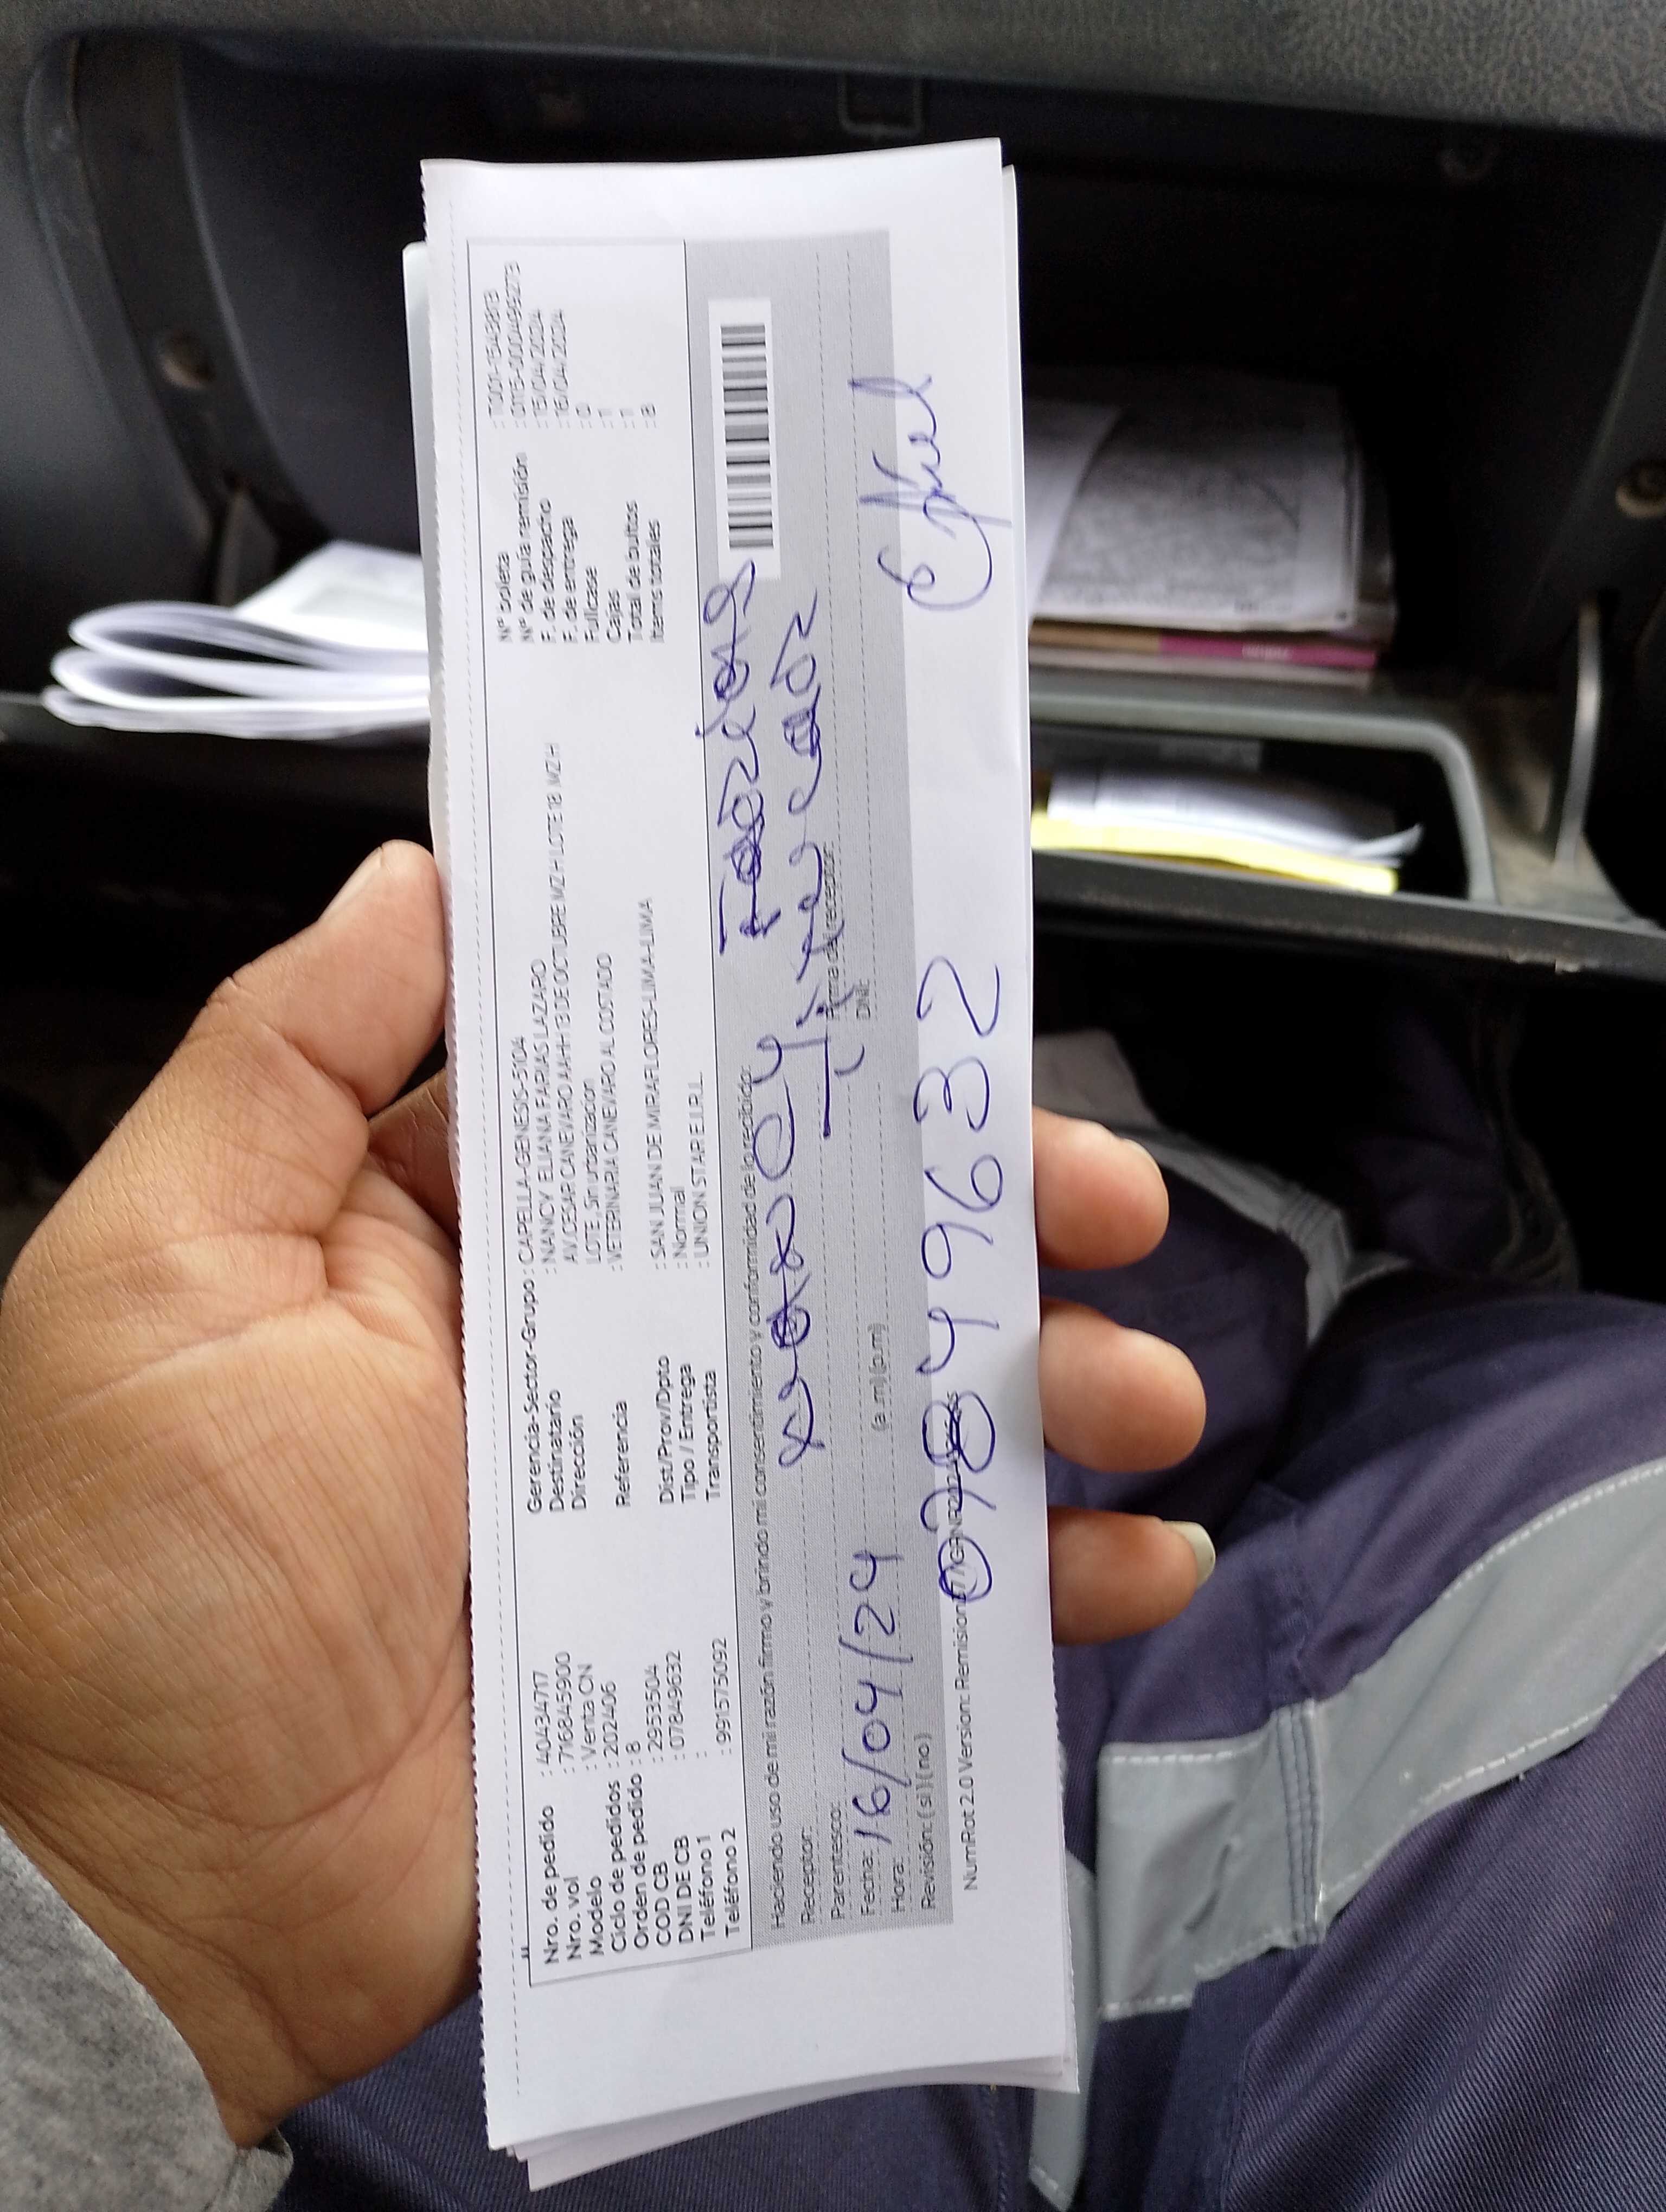 Nro. de pedido : 40434717
Nro. vol : 716845900
Modelo : Venta CN
Ciclo de pedidos : 202406
Orden de pedido : 8
COD CB : 2953504
DNI DE CB : 07849632
Teléfono 1 :
Teléfono 2 : 991575092
Gerencia-Sector-Grupo : CAPELLA-GENESIS-5104
Destinatario : NANCY ELIANA FARIAS LAZARO
Dirección AV.CESAR CANEVARO AAHH 13 DE OCTUBRE MZ H LOTE 18 MZ H
LOTE , Sin urbanización
Referencia : VETERINARIA CANEVARO AL COSTADO
Dist/Prov/Dpto : SAN JUAN DE MIRAFLORES-LIMA-LIMA
Tipo / Entrega : Normal
Transportista : UNION STAR E.I.R.L.
Nº boleta
Nº de guía remisión
F. de despacho : 15/04/2024
F. de entrega : 16/04/2024
Fullcase : 0
Cajas : 1
Total de bultos : 1
Items totales : 8
Haciendo uso de mi razón firmo y brindo mi consentimiento y conformidad de lo recibido:
Receptor: Nancy Farias
Parentesco: Titular
Fecha: 16/04/24
Firma del receptor:
Hora: (a.m) (p.m)
DNI:
Revisión: ( si ) ( no )
07849632
NumRot 2.0 Version: Remision